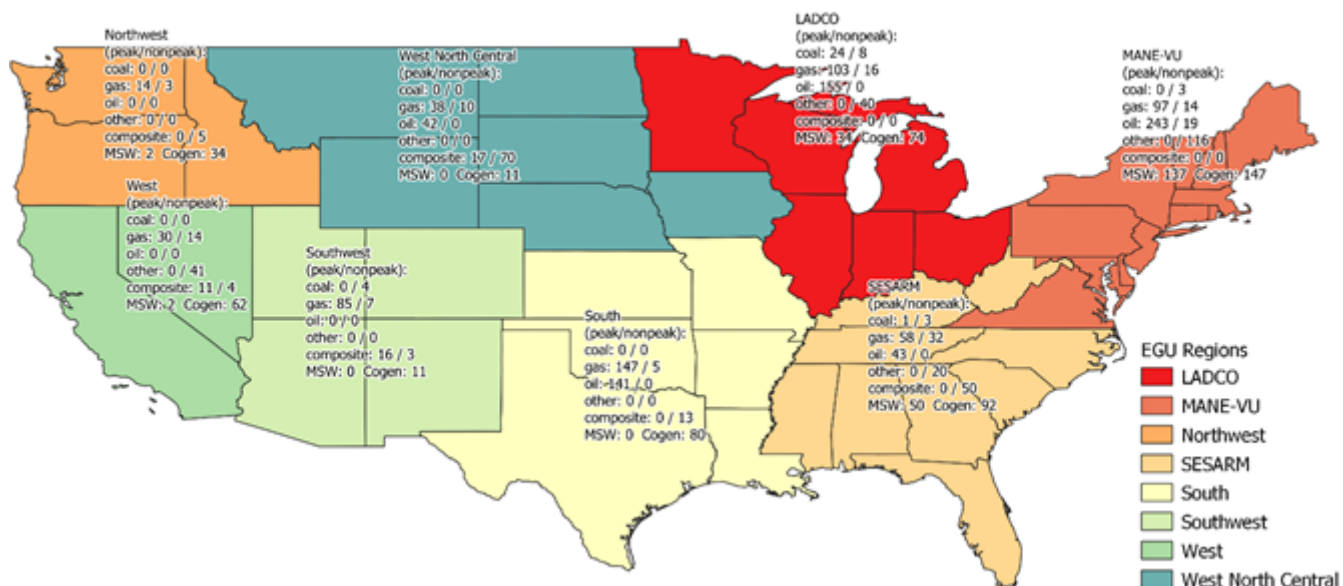 Northwest
(peak/nonpeak):
coal: 0 / 0
gas: 14 / 3
oil: 0 / 0
other: 0 / 0
composite: 0 / 5
MSW: 2 Cogen: 34
West North Central
(peak/nonpeak):
coal: 0 / 0
gas: 38 / 10
oil: 42 / 0
other: 0 / 0
composite: 17 / 70
MSW: 0 Cogen: 11
LADCO
(peak/nonpeak):
coal: 24 / 8
gas: 103 / 16
oil: 155 / 0
other: 0 / 40
composite: 0 / 0
MSW: 34 Cogen: 74
MANE-VU
(peak/nonpeak):
coal: 0 / 3
gas: 97 / 14
oil: 243 / 19
other: 0 / 116
composite: 0 / 0
MSW: 137 Cogen: 147
West
(peak/nonpeak):
coal: 0 / 0
gas: 30 / 14
oil: 0 / 0
other: 0 / 41
composite: 11 / 4
MSW: 2 Cogen: 62
Southwest
(peak/nonpeak):
coal: 0 / 4
gas: 85 / 7
oil: 0 / 0
other: 0 / 0
composite: 16 / 3
MSW: 0 Cogen: 11
South
(peak/nonpeak):
coal: 0 / 0
gas: 147 / 5
oil: 141 / 0
other: 0 / 0
composite: 0 / 13
MSW: 0 Cogen: 80
SESARM
(peak/nonpeak):
coal: 1 / 3
gas: 58 / 32
oil: 43 / 0
other: 0 / 20
composite: 0 / 50
MSW: 50 Cogen: 92
EGU Regions
LADCO
MANE-VU
Northwest
SESARM
South
Southwest
West
West North Central